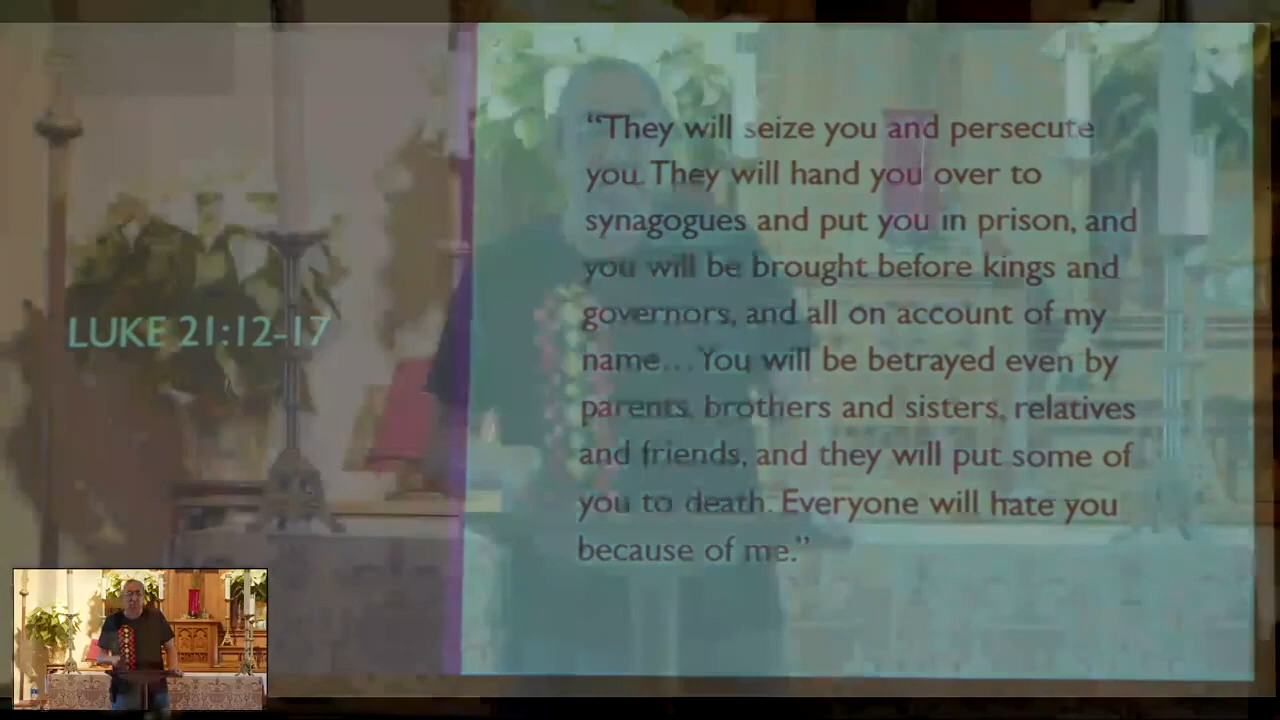 LUKE 21:12-17
“They will seize you and persecute
you. They will hand you over to
synagogues and put you in prison, and
you will be brought before kings and
governors, and all on account of my
name… You will be betrayed even by
parents, brothers and sisters, relatives
and friends, and they will put some of
you to death. Everyone will hate you
because of me.”